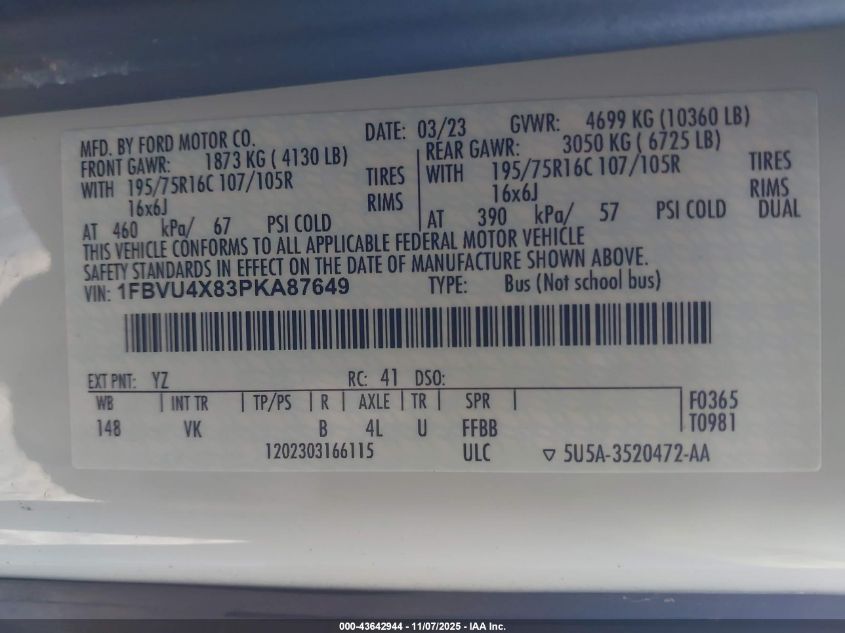 MFD. BY FORD MOTOR CO. DATE: 03/23 GVWR: 4699 KG (10360 LB)
FRONT GAWR: 1873 KG ( 4130 LB) REAR GAWR: 3050 KG ( 6725 LB)
WITH 195/75R16C 107/105R TIRES WITH 195/75R16C 107/105R TIRES
16x6J RIMS 16x6J RIMS
AT 460 kPa/ 67 PSI COLD AT 390 kPa/ 57 PSI COLD DUAL
THIS VEHICLE CONFORMS TO ALL APPLICABLE FEDERAL MOTOR VEHICLE
SAFETY STANDARDS IN EFFECT ON THE DATE OF MANUFACTURE SHOWN ABOVE.
VIN: 1FBVU4X83PKA87649 TYPE: Bus (Not school bus)
EXT PNT: YZ RC: 41 DSO:
WB | INT TR | TP/PS | R | AXLE | TR | SPR | F0365
148 VK B 4L U FFBB T0981
1202303166115 ULC ▽ 5U5A-3520472-AA
000-43642944 - 11/07/2025 - IAA Inc.